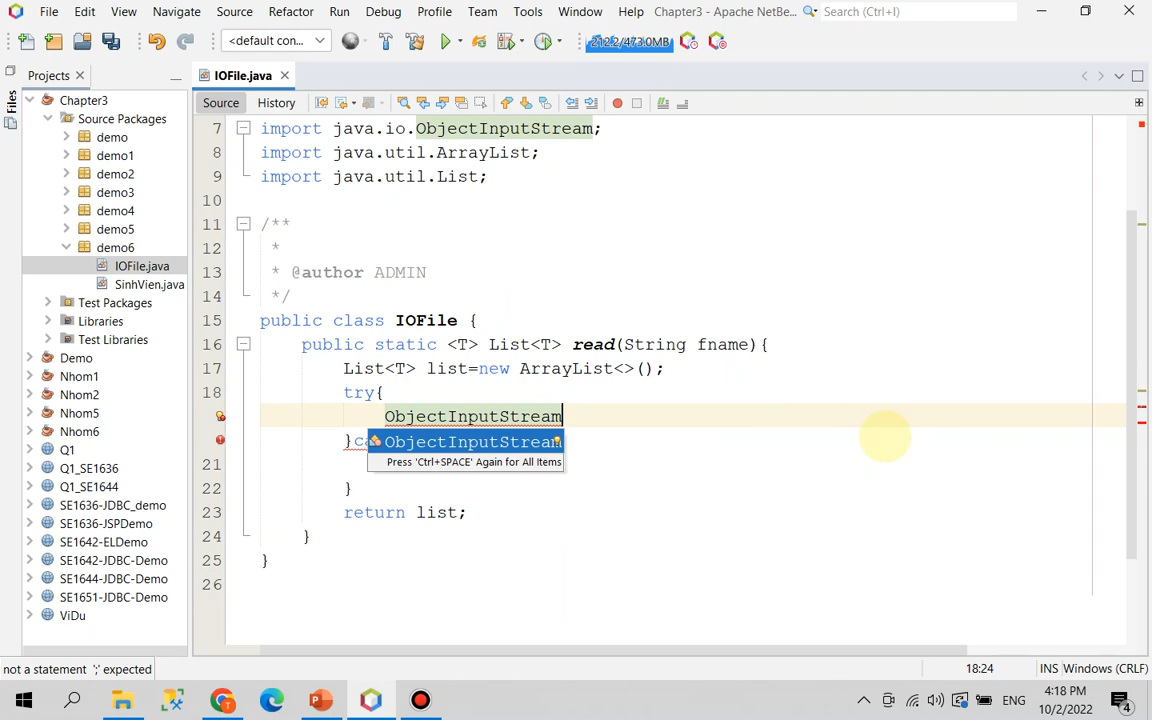 File Edit View Navigate Source Refactor Run Debug Profile Team Tools Window Help Chapter3 - Apache NetBe... Search (Ctrl+I)
<default con... 212.2/473.0MB
Projects
IOFile.java
Files
Source History
Chapter3
Source Packages
demo
demo1
demo2
demo3
demo4
demo5
demo6
IOFile.java
SinhVien.java
Test Packages
Libraries
Test Libraries
Demo
Nhom1
Nhom2
Nhom5
Nhom6
Q1
Q1_SE1636
Q1_SE1644
SE1636-JDBC_demo
SE1636-JSPDemo
SE1642-ELDemo
SE1642-JDBC-Demo
SE1644-JDBC-Demo
SE1651-JDBC-Demo
ViDu
7 import java.io.ObjectInputStream;
8 import java.util.ArrayList;
9 import java.util.List;
10
11 /**
12 *
13 * @author ADMIN
14 */
15 public class IOFile {
16 public static <T> List<T> read(String fname){
17 List<T> list=new ArrayList<>();
18 try{
ObjectInputStream
}c
ObjectInputStream
Press 'Ctrl+SPACE' Again for All Items
21
22 }
23 return list;
24 }
25 }
26
not a statement ';' expected
18:24 INS Windows (CRLF)
ENG
4:18 PM
10/2/2022
4